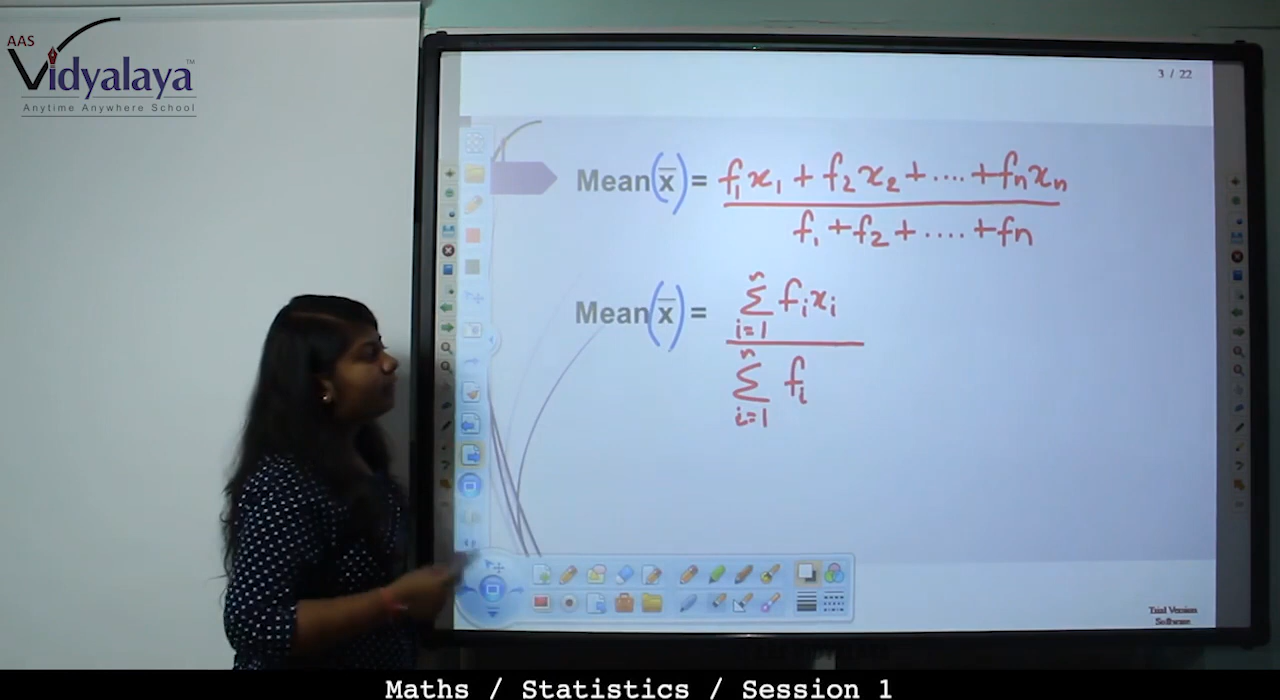 AAS
Vidyalaya™
Anytime Anywhere School
3 / 22
Mean(x̄) = f₁x₁ + f₂x₂ + .... + fₙxₙ
f₁ + f₂ + .... + fn
Mean(x̄) = n
Σ fᵢxᵢ
i=1
n
Σ fᵢ
i=1
Trial Version
Software
Maths / Statistics / Session 1